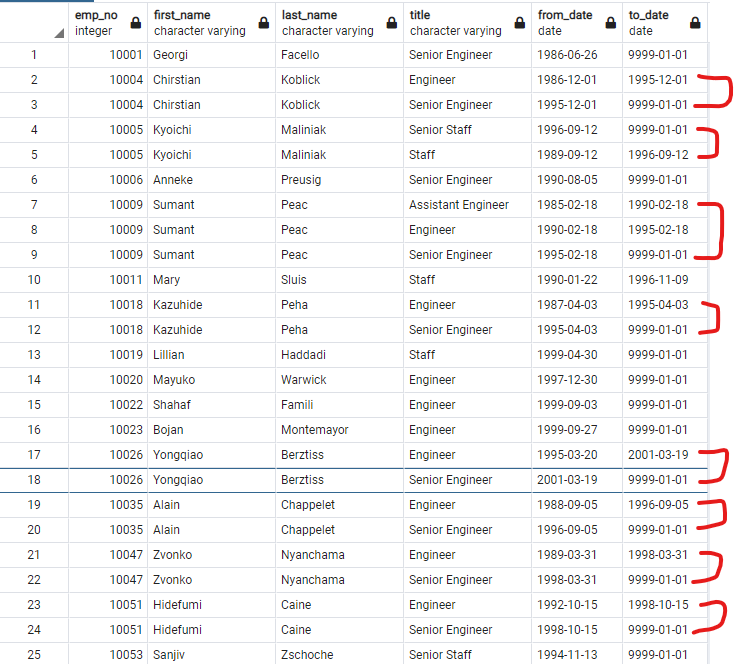 emp_no first_name last_name title from_date to_date
integer character varying character varying character varying date date
1 10001 Georgi Facello Senior Engineer 1986-06-26 9999-01-01
2 10004 Chirstian Koblick Engineer 1986-12-01 1995-12-01
3 10004 Chirstian Koblick Senior Engineer 1995-12-01 9999-01-01
4 10005 Kyoichi Maliniak Senior Staff 1996-09-12 9999-01-01
5 10005 Kyoichi Maliniak Staff 1989-09-12 1996-09-12
6 10006 Anneke Preusig Senior Engineer 1990-08-05 9999-01-01
7 10009 Sumant Peac Assistant Engineer 1985-02-18 1990-02-18
8 10009 Sumant Peac Engineer 1990-02-18 1995-02-18
9 10009 Sumant Peac Senior Engineer 1995-02-18 9999-01-01
10 10011 Mary Sluis Staff 1990-01-22 1996-11-09
11 10018 Kazuhide Peha Engineer 1987-04-03 1995-04-03
12 10018 Kazuhide Peha Senior Engineer 1995-04-03 9999-01-01
13 10019 Lillian Haddadi Staff 1999-04-30 9999-01-01
14 10020 Mayuko Warwick Engineer 1997-12-30 9999-01-01
15 10022 Shahaf Famili Engineer 1999-09-03 9999-01-01
16 10023 Bojan Montemayor Engineer 1999-09-27 9999-01-01
17 10026 Yongqiao Berztiss Engineer 1995-03-20 2001-03-19
18 10026 Yongqiao Berztiss Senior Engineer 2001-03-19 9999-01-01
19 10035 Alain Chappelet Engineer 1988-09-05 1996-09-05
20 10035 Alain Chappelet Senior Engineer 1996-09-05 9999-01-01
21 10047 Zvonko Nyanchama Engineer 1989-03-31 1998-03-31
22 10047 Zvonko Nyanchama Senior Engineer 1998-03-31 9999-01-01
23 10051 Hidefumi Caine Engineer 1992-10-15 1998-10-15
24 10051 Hidefumi Caine Senior Engineer 1998-10-15 9999-01-01
25 10053 Sanjiv Zschoche Senior Staff 1994-11-13 9999-01-01